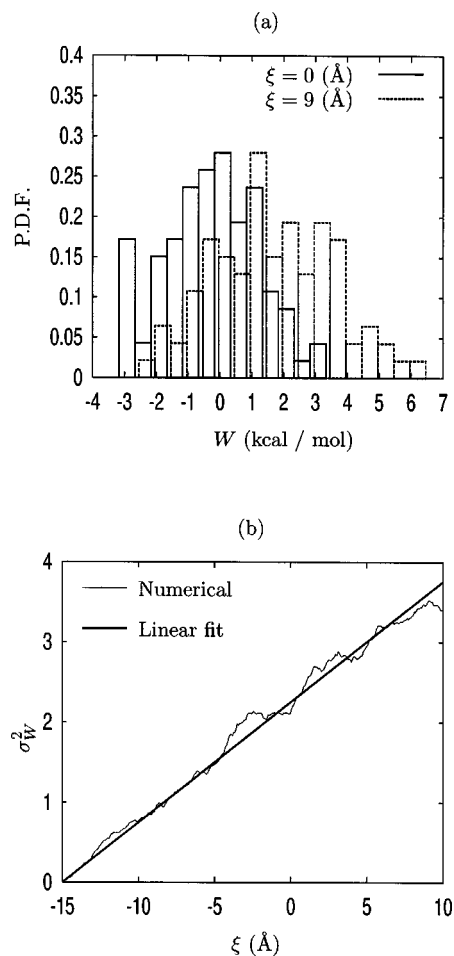 (a)
0.4
0.35
0.3
0.25
0.2
0.15
0.1
0.05
0
P.D.F.
ξ = 0 (Å)
ξ = 9 (Å)
-4 -3 -2 -1 0 1 2 3 4 5 6 7
W (kcal / mol)
(b)
4
3
2
1
0
σ²_W
Numerical
Linear fit
-15 -10 -5 0 5 10
ξ (Å)